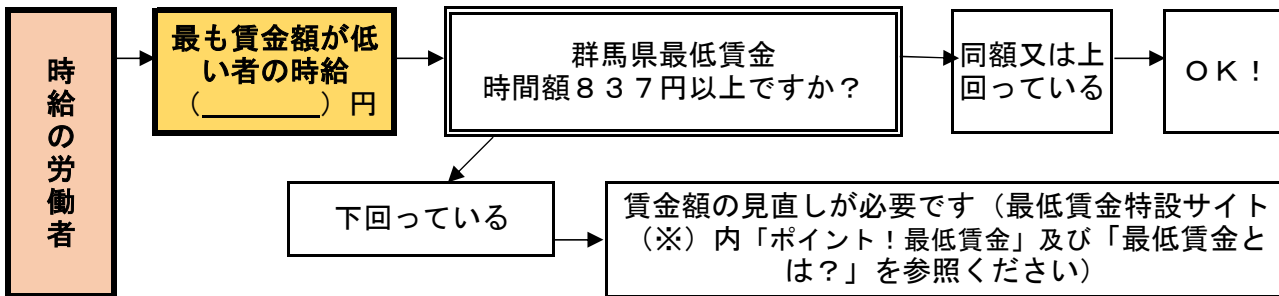 時給の労働者
最も賃金額が低
い者の時給
（＿＿＿＿）円
群馬県最低賃金
時間額８３７円以上ですか？
同額又は上
回っている
ＯＫ！
下回っている
賃金額の見直しが必要です（最低賃金特設サイト
（※）内「ポイント！最低賃金」及び「最低賃金と
は？」を参照ください）